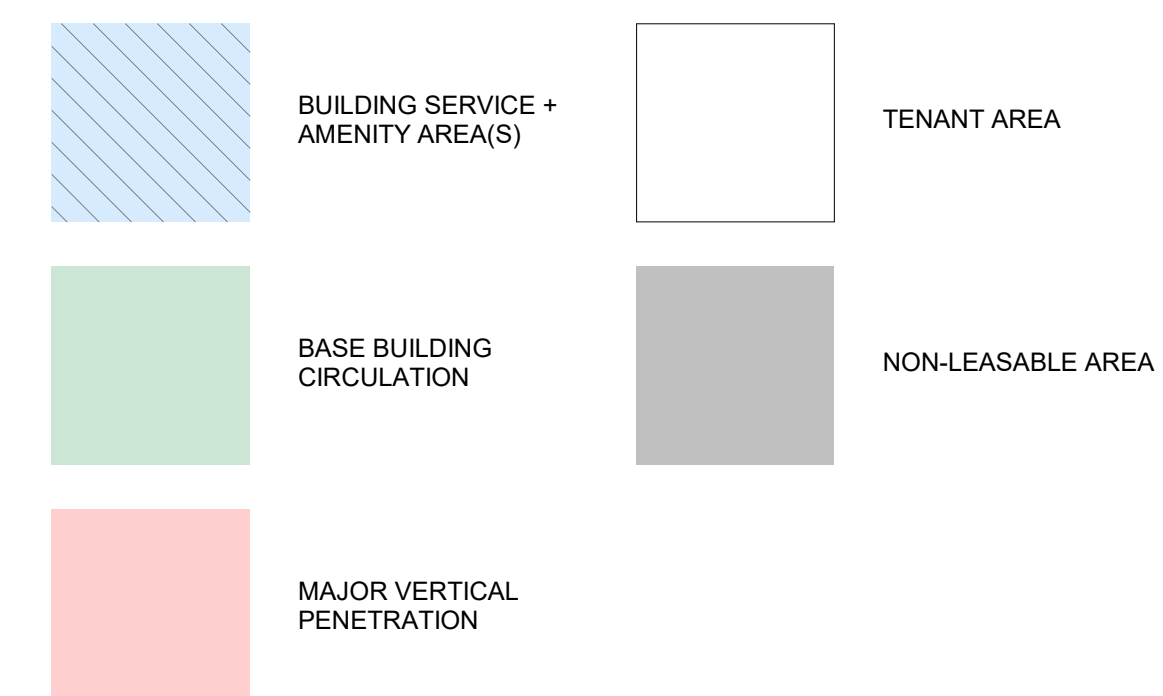 BUILDING SERVICE +
AMENITY AREA(S)
TENANT AREA
BASE BUILDING
CIRCULATION
NON-LEASABLE AREA
MAJOR VERTICAL
PENETRATION